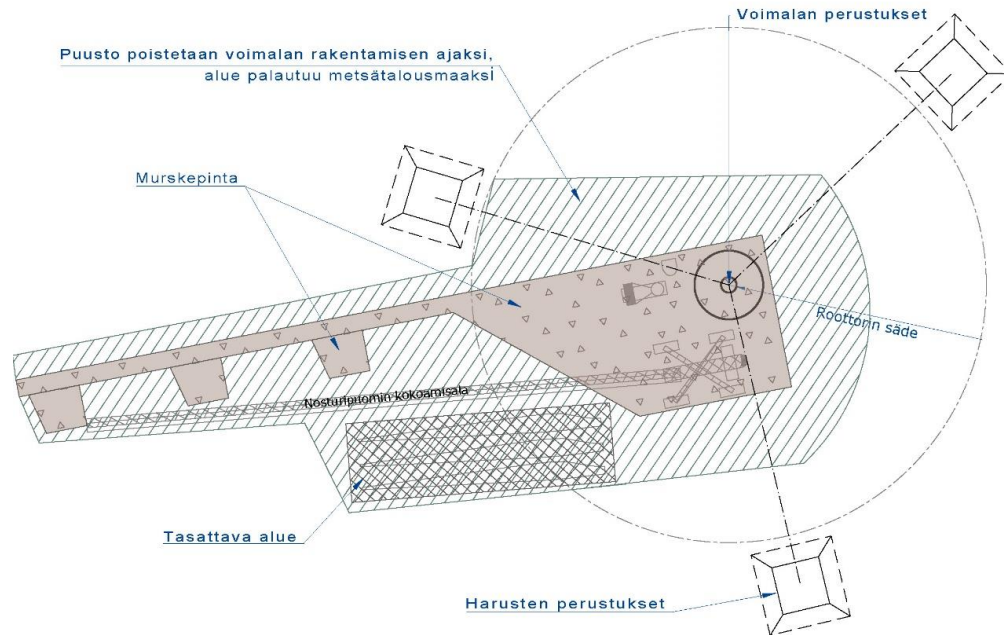 Voimalan perustukset
Puusto poistetaan voimalan rakentamisen ajaksi,
alue palautuu metsätalousmaaksi
Murskepinta
Roottorin säde
Nosturipuomin kokoamisala
Tasattava alue
Harusten perustukset